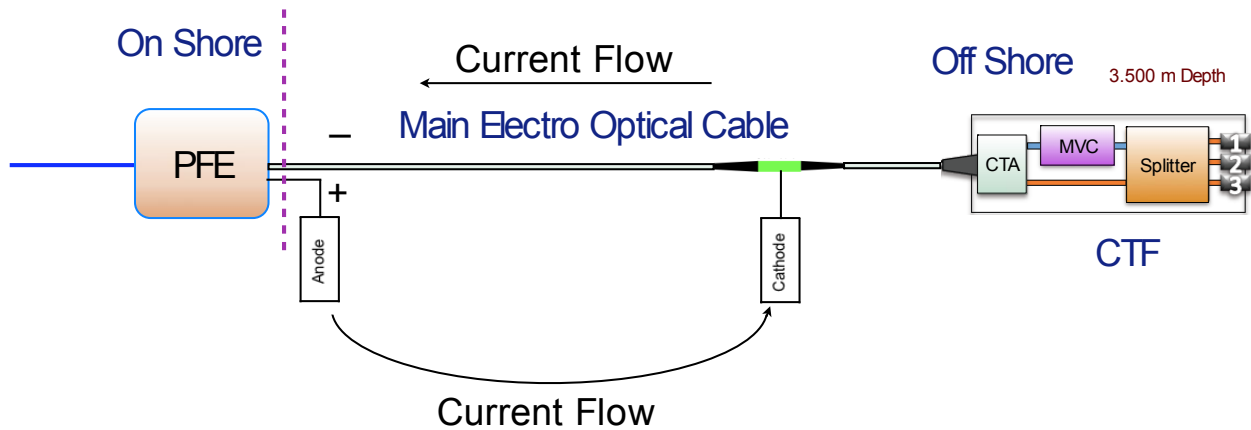 On Shore
Current Flow
Off Shore
3.500 m Depth
–
Main Electro Optical Cable
PFE
+
Anode
Cathode
CTA
MVC
Splitter
1
2
3
CTF
Current Flow